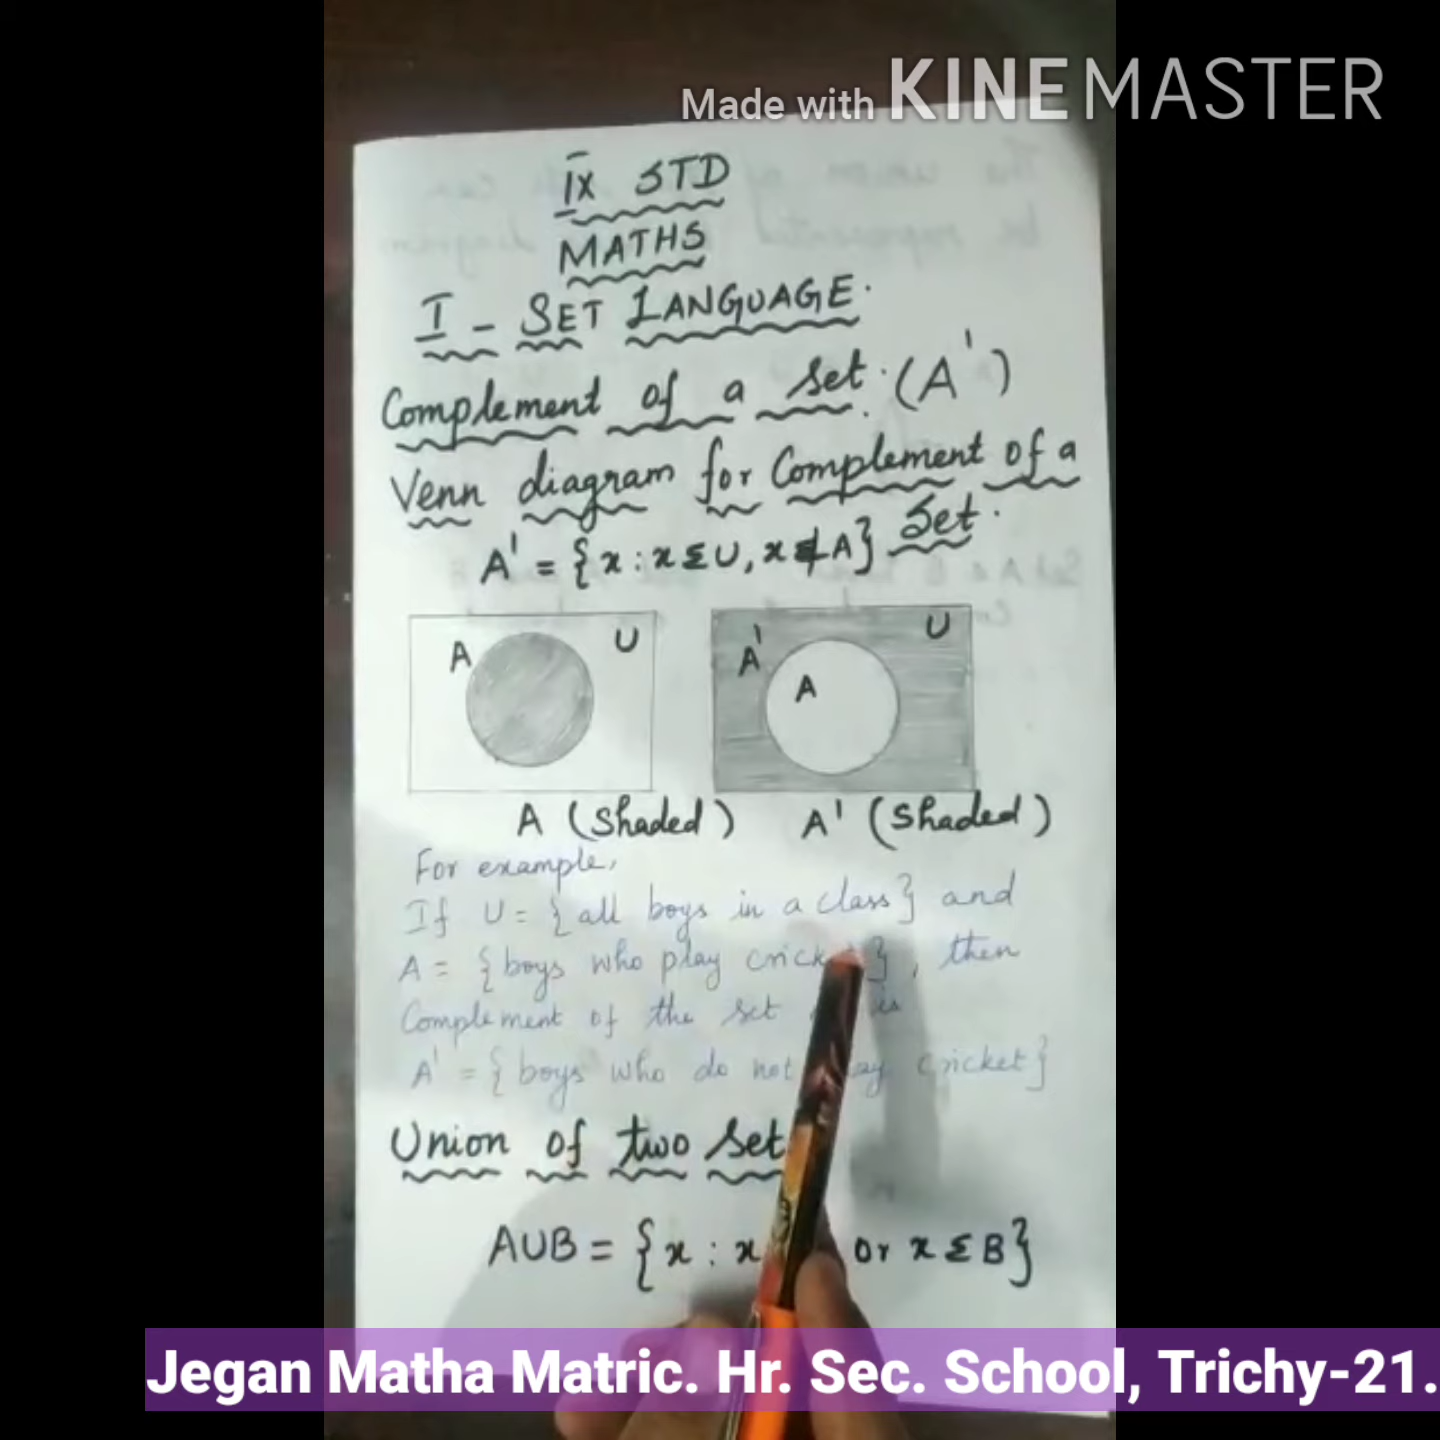 Made with KINEMASTER
IX STD
MATHS
I - SET LANGUAGE.
Complement of a set. (A')
Venn diagram for Complement of a
Set.
A' = {x : x Σ U, x ∉ A}
A U
A' A U
A (Shaded) A' (Shaded)
For example,
If U = {all boys in a class} and
A = {boys who play }, then
Complement of the set is
A' = {boys who do not cricket}
Union of two set
AUB = {x : x or x Σ B}
Jegan Matha Matric. Hr. Sec. School, Trichy-21.